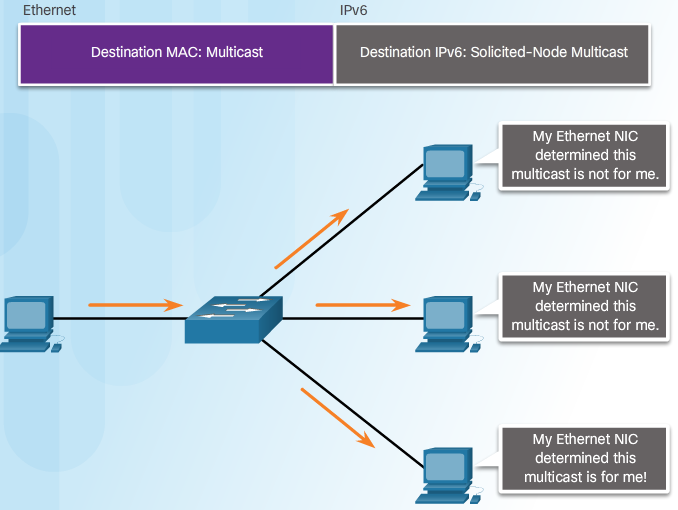 Ethernet
IPv6
Destination MAC: Multicast
Destination IPv6: Solicited-Node Multicast
My Ethernet NIC
determined this
multicast is not for me.
My Ethernet NIC
determined this
multicast is not for me.
My Ethernet NIC
determined this
multicast is for me!